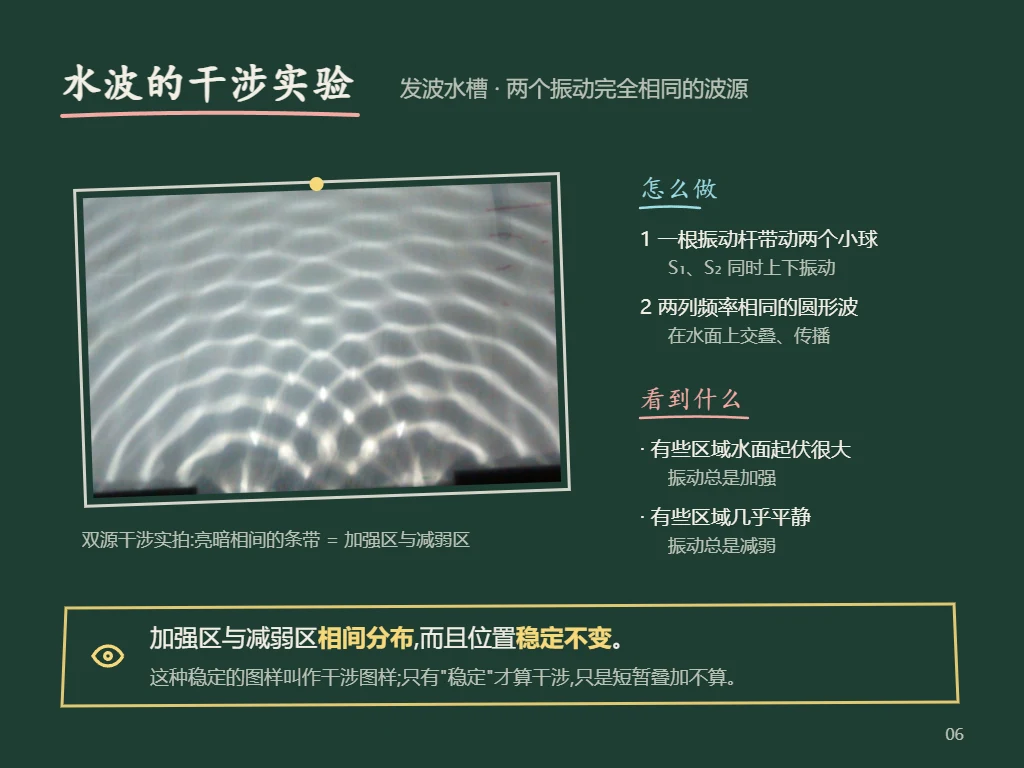 水波的干涉实验
发波水槽 · 两个振动完全相同的波源
怎么做
1 一根振动杆带动两个小球
S₁、S₂ 同时上下振动
2 两列频率相同的圆形波
在水面上交叠、传播
看到什么
· 有些区域水面起伏很大
振动总是加强
· 有些区域几乎平静
振动总是减弱
双源干涉实拍:亮暗相间的条带 = 加强区与减弱区
加强区与减弱区相间分布,而且位置稳定不变。
这种稳定的图样叫作干涉图样;只有"稳定"才算干涉,只是短暂叠加不算。
06